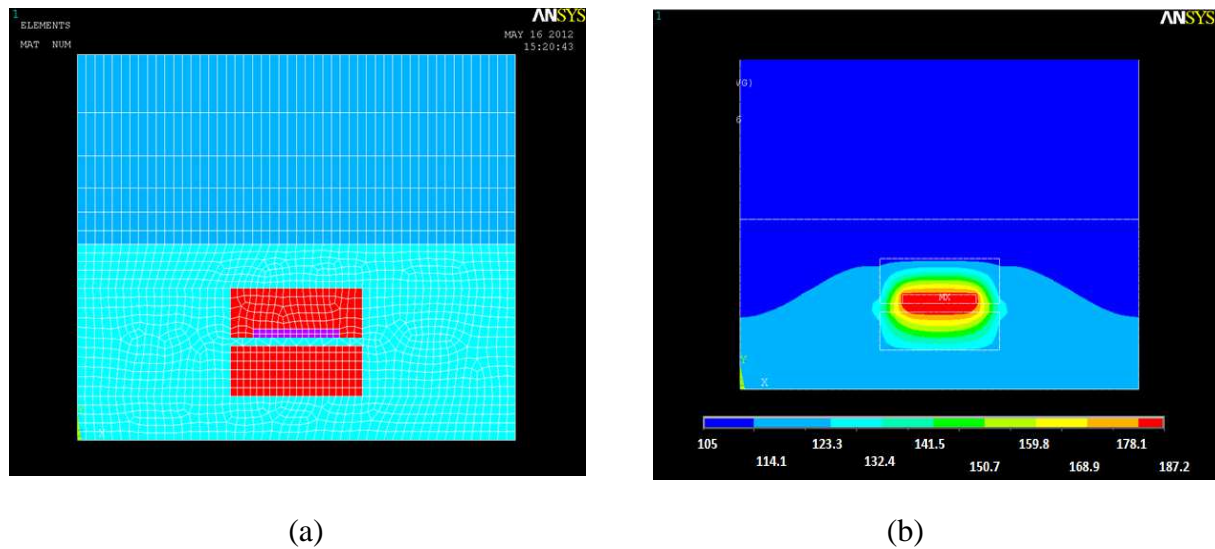 1
ELEMENTS
MAT NUM
ANSYS
MAY 16 2012
15:20:43
X
(a)
1
ANSYS
VG)
6
MX
Y
X
105 123.3 141.5 159.8 178.1
114.1 132.4 150.7 168.9 187.2
(b)